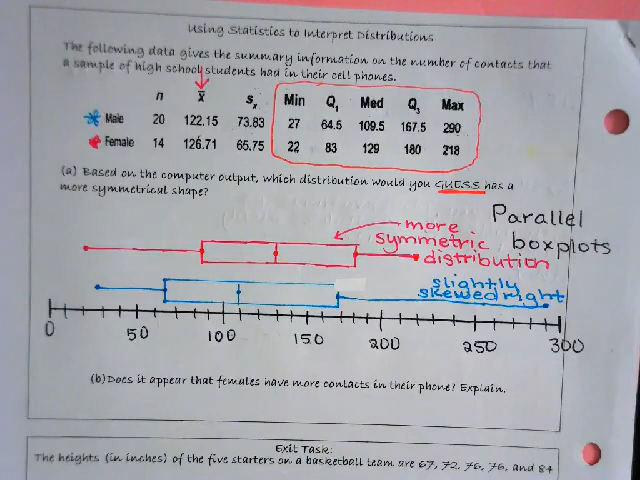 Using Statistics to Interpret Distributions
The following data gives the summary information on the number of contacts that
a sample of high school students had in their cell phones.
n x̄ sₓ Min Q₁ Med Q₃ Max
Male 20 122.15 73.83 27 64.5 109.5 167.5 290
Female 14 126.71 65.75 22 83 129 180 218
(a) Based on the computer output, which distribution would you GUESS has a
more symmetrical shape?
Parallel
boxplots
more
symmetric
distribution
slightly
skewed right
0 50 100 150 200 250 300
(b) Does it appear that females have more contacts in their phone? Explain.
Exit Task:
The heights (in inches) of the five starters on a basketball team are 67, 72, 76, 76, and 84